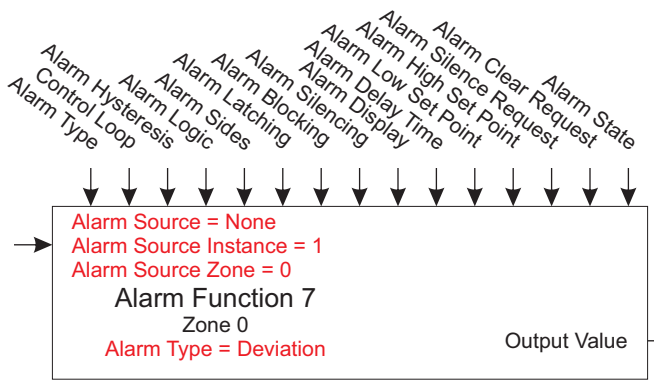 Alarm Type
Control Loop
Alarm Hysteresis
Alarm Logic
Alarm Sides
Alarm Latching
Alarm Blocking
Alarm Silencing
Alarm Display
Alarm Delay Time
Alarm Low Set Point
Alarm High Set Point
Alarm Silence Request
Alarm Clear Request
Alarm State
Alarm Source = None
Alarm Source Instance = 1
Alarm Source Zone = 0
Alarm Function 7
Zone 0
Alarm Type = Deviation
Output Value